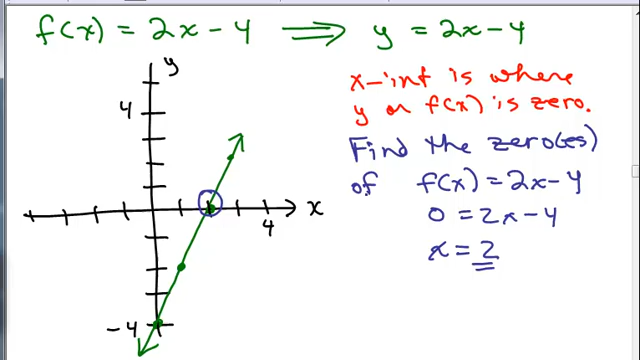 f(x) = 2x - 4 ⟹ y = 2x - 4
y
4
x
4
-4
x-int is where
y or f(x) is zero.
Find the zero(es)
of f(x) = 2x - 4
0 = 2x - 4
x = 2